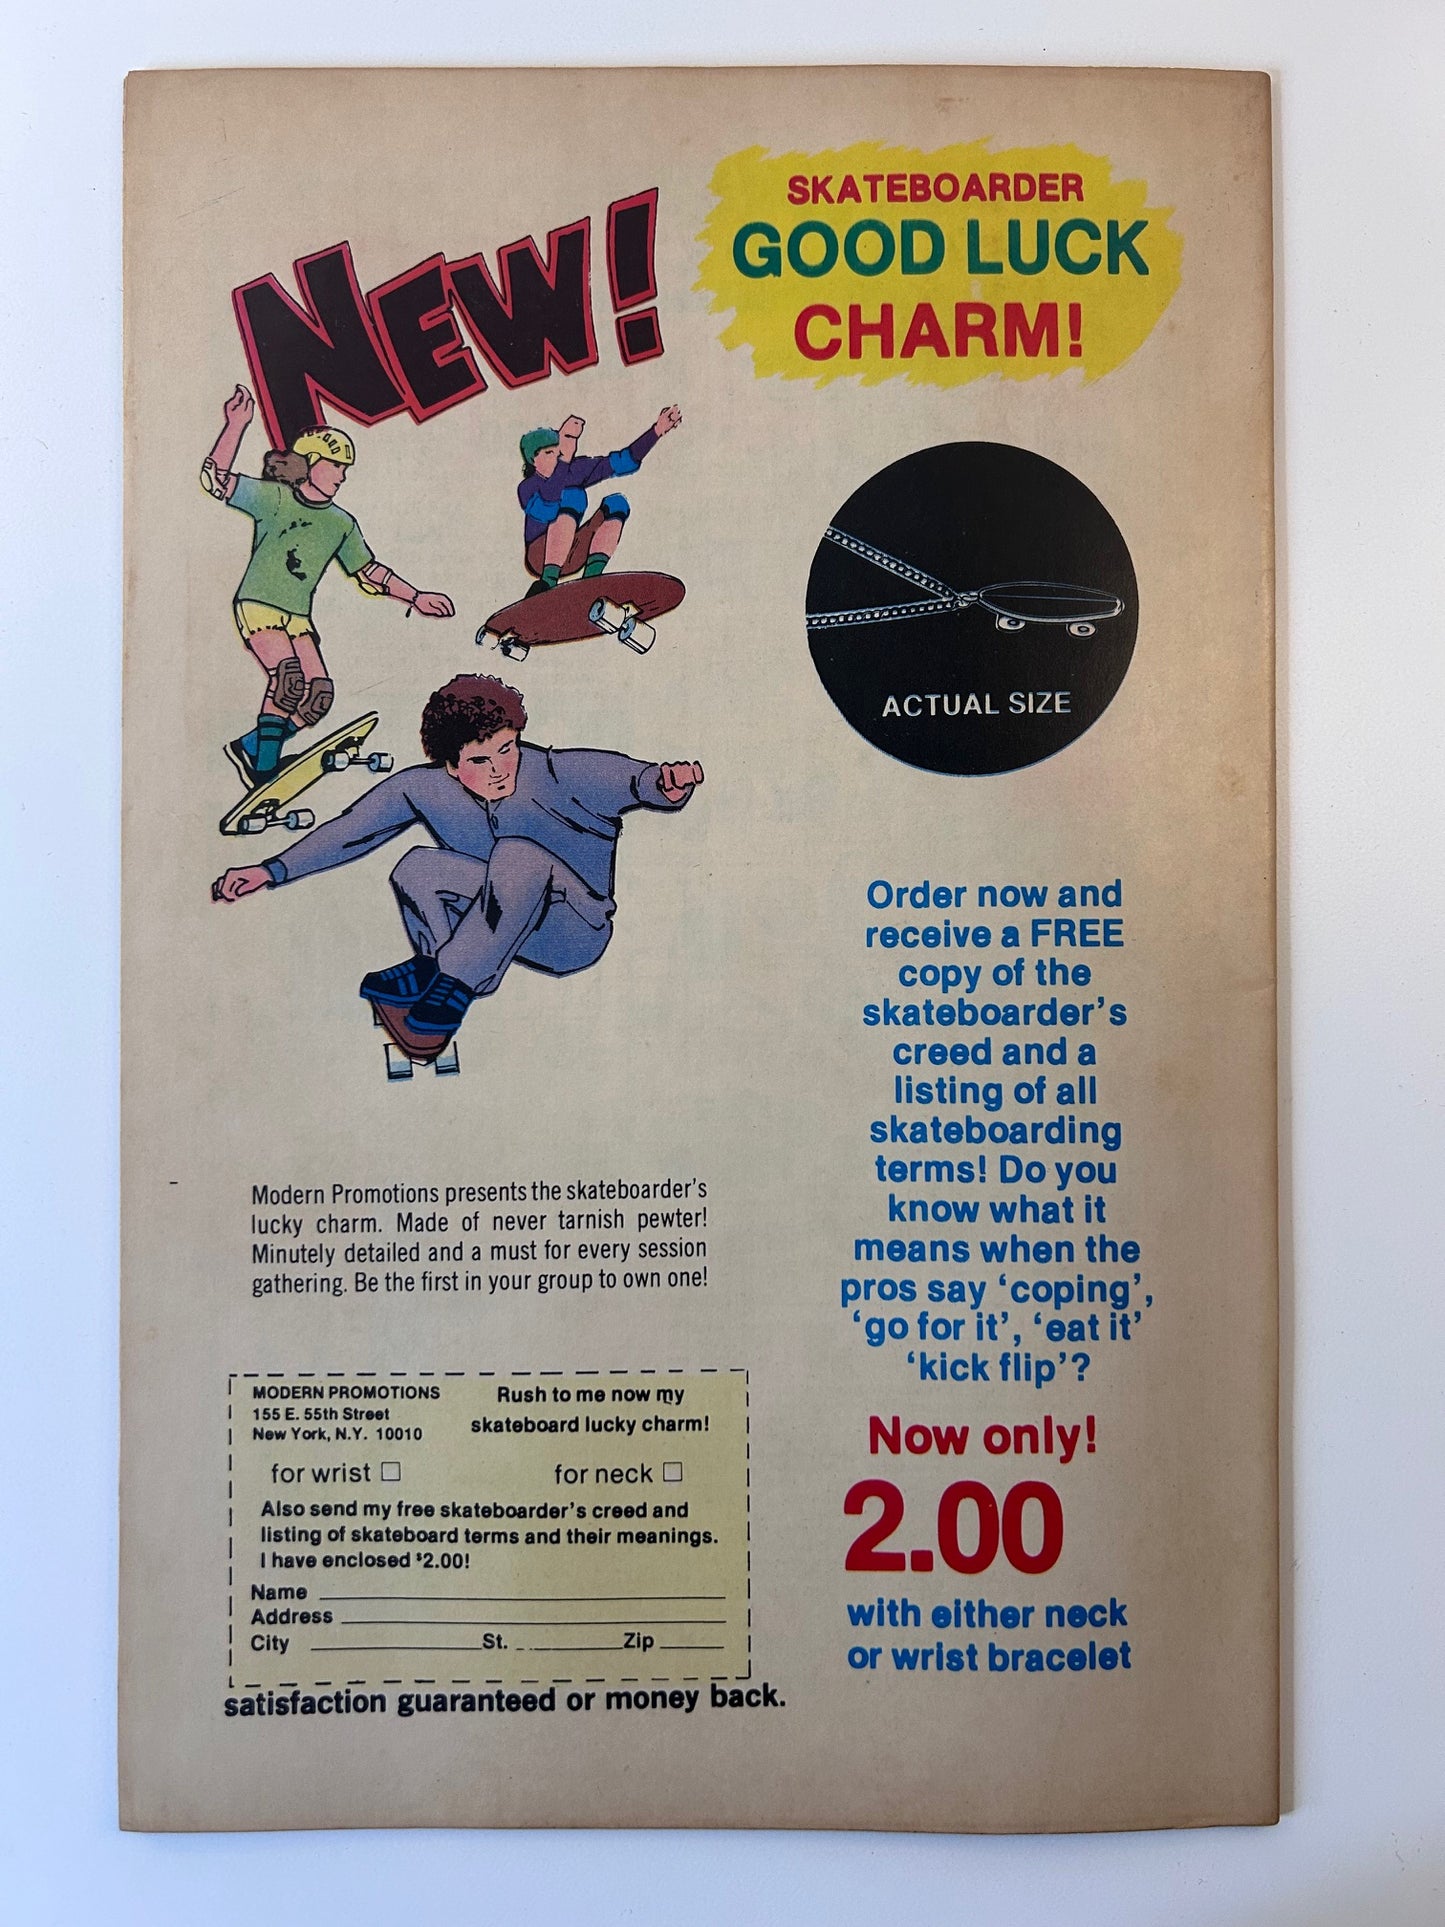 NEW!
SKATEBOARDER
GOOD LUCK
CHARM!
ACTUAL SIZE
Order now and
receive a FREE
copy of the
skateboarder's
creed and a
listing of all
skateboarding
terms! Do you
know what it
means when the
pros say ‘coping’,
‘go for it’, ‘eat it’
‘kick flip’?
Now only!
2.00
with either neck
or wrist bracelet
Modern Promotions presents the skateboarder's
lucky charm. Made of never tarnish pewter!
Minutely detailed and a must for every session
gathering. Be the first in your group to own one!
MODERN PROMOTIONS
155 E. 55th Street
New York, N.Y. 10010
Rush to me now my
skateboard lucky charm!
for wrist for neck
Also send my free skateboarder's creed and
listing of skateboard terms and their meanings.
I have enclosed $2.00!
Name
Address
City St. Zip
satisfaction guaranteed or money back.